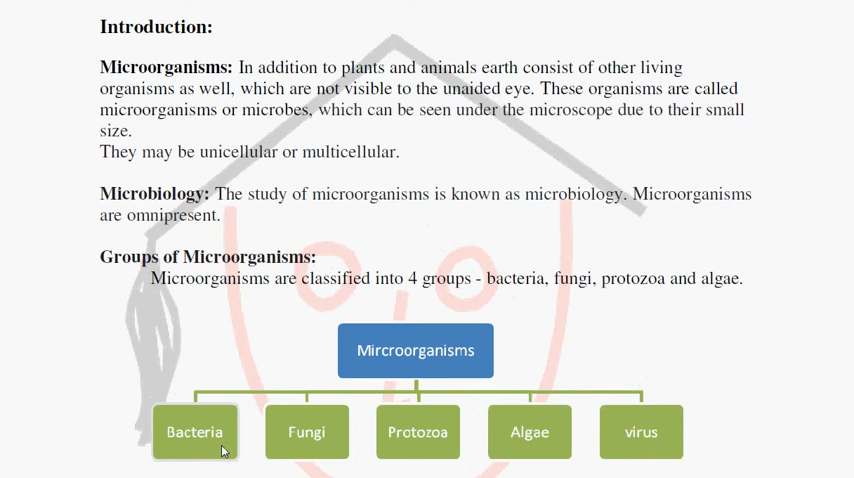 Introduction:
Microorganisms: In addition to plants and animals earth consist of other living
organisms as well, which are not visible to the unaided eye. These organisms are called
microorganisms or microbes, which can be seen under the microscope due to their small
size.
They may be unicellular or multicellular.
Microbiology: The study of microorganisms is known as microbiology. Microorganisms
are omnipresent.
Groups of Microorganisms:
Microorganisms are classified into 4 groups - bacteria, fungi, protozoa and algae.
Mircroorganisms
Bacteria
Fungi
Protozoa
Algae
virus